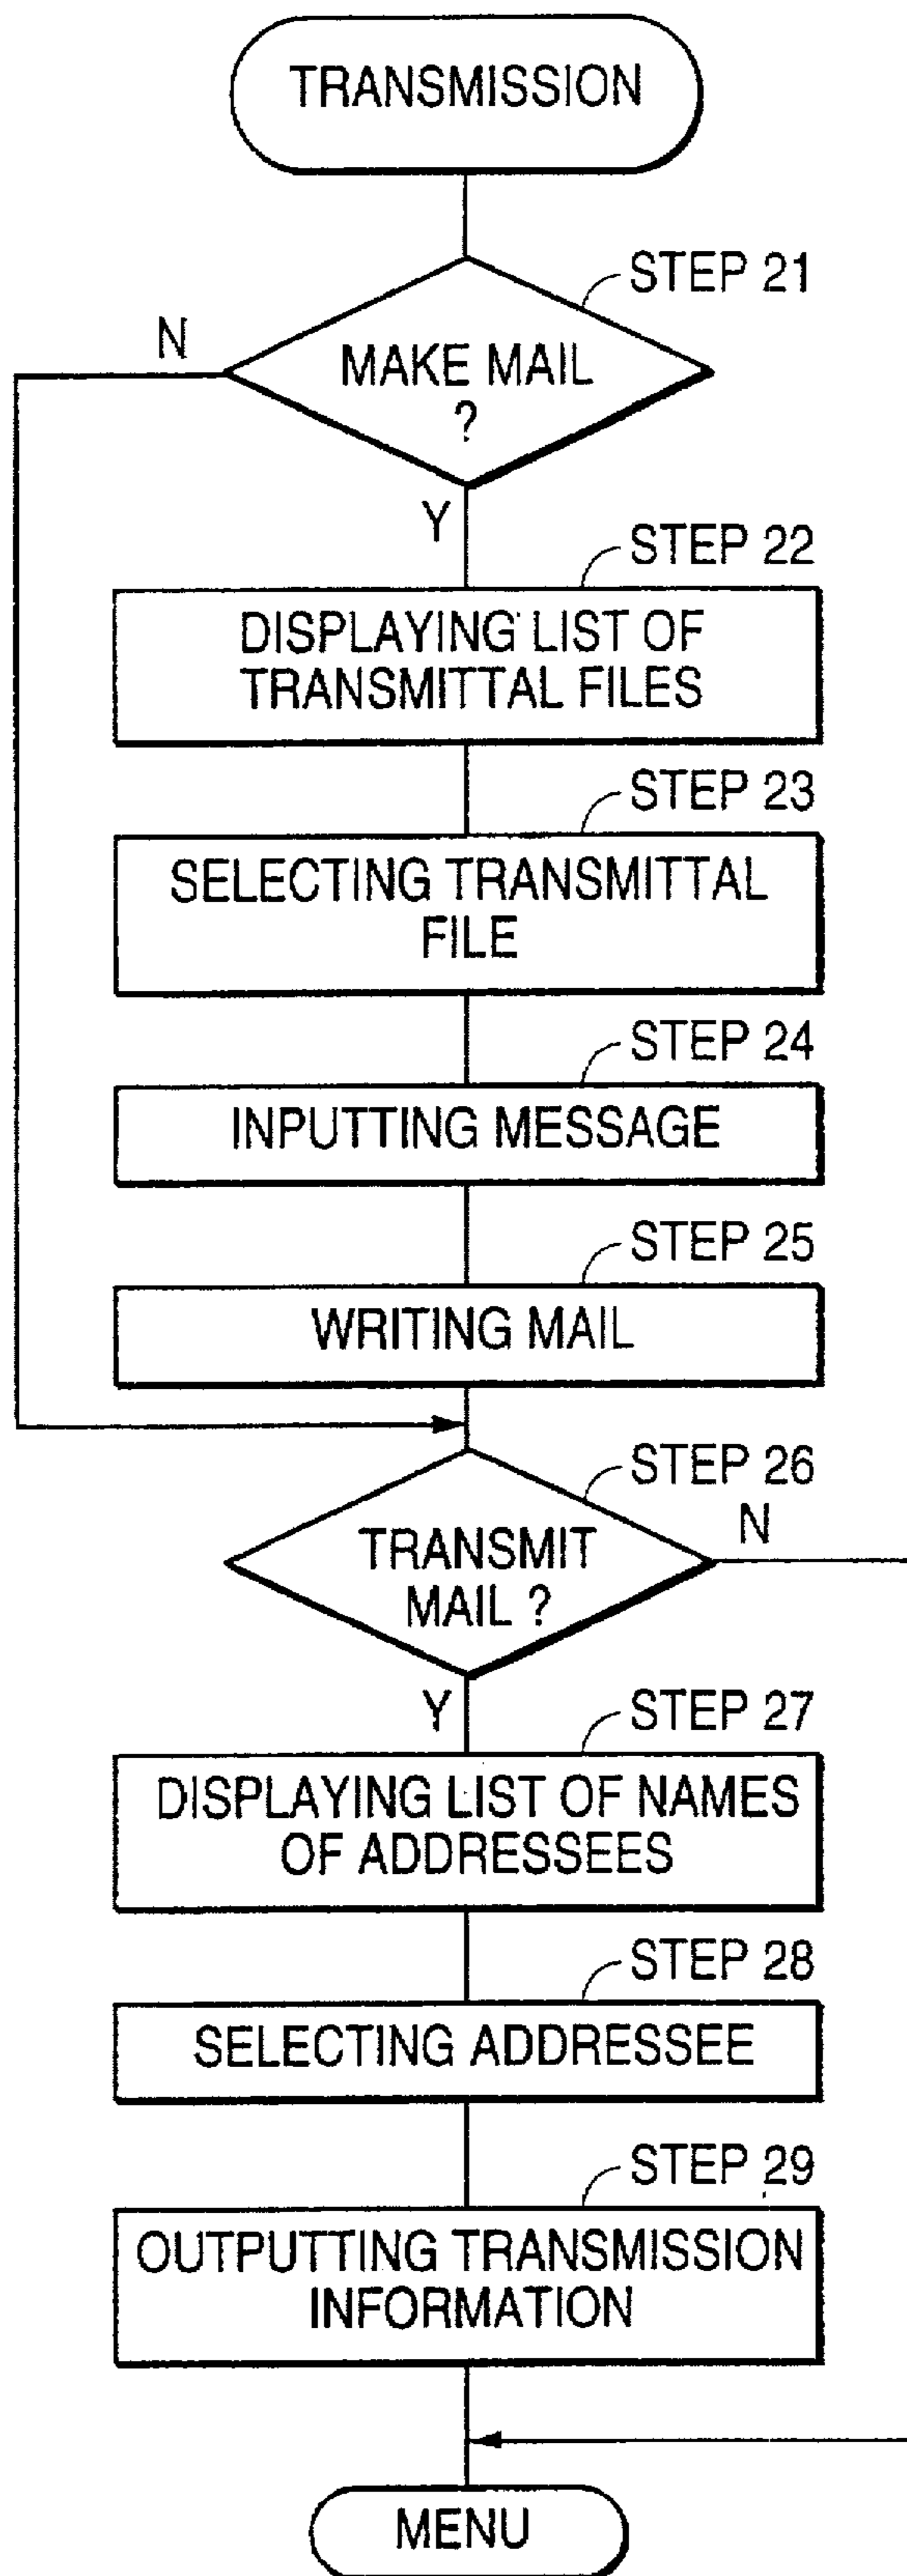 TRANSMISSION
STEP 21
N
MAKE MAIL
?
Y
STEP 22
DISPLAYING LIST OF
TRANSMITTAL FILES
STEP 23
SELECTING TRANSMITTAL
FILE
STEP 24
INPUTTING MESSAGE
STEP 25
WRITING MAIL
STEP 26
N
TRANSMIT
MAIL ?
Y
STEP 27
DISPLAYING LIST OF NAMES
OF ADDRESSEES
STEP 28
SELECTING ADDRESSEE
STEP 29
OUTPUTTING TRANSMISSION
INFORMATION
MENU